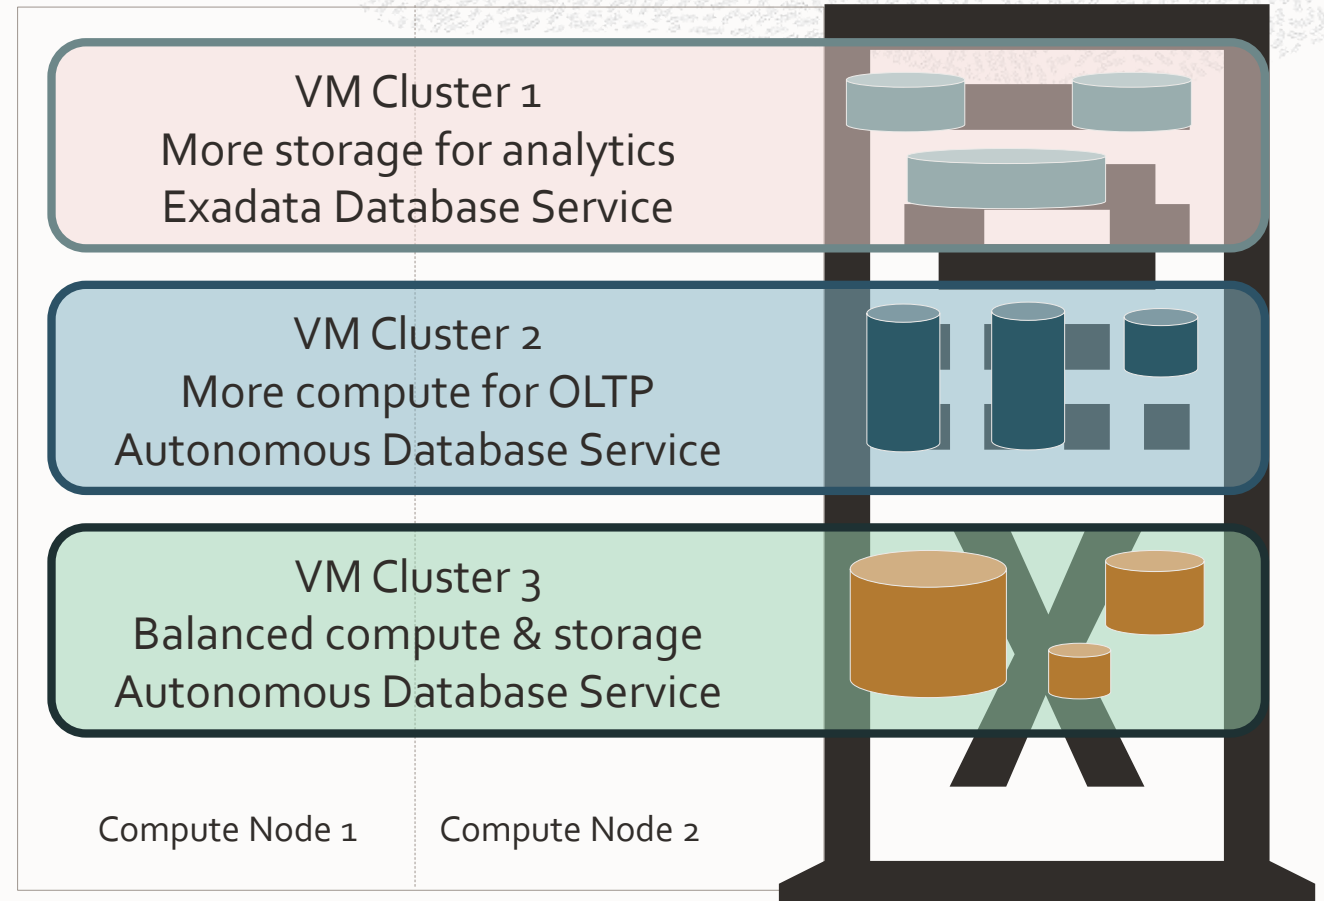 VM Cluster 1
More storage for analytics
Exadata Database Service
VM Cluster 2
More compute for OLTP
Autonomous Database Service
VM Cluster 3
Balanced compute & storage
Autonomous Database Service
Compute Node 1
Compute Node 2
X